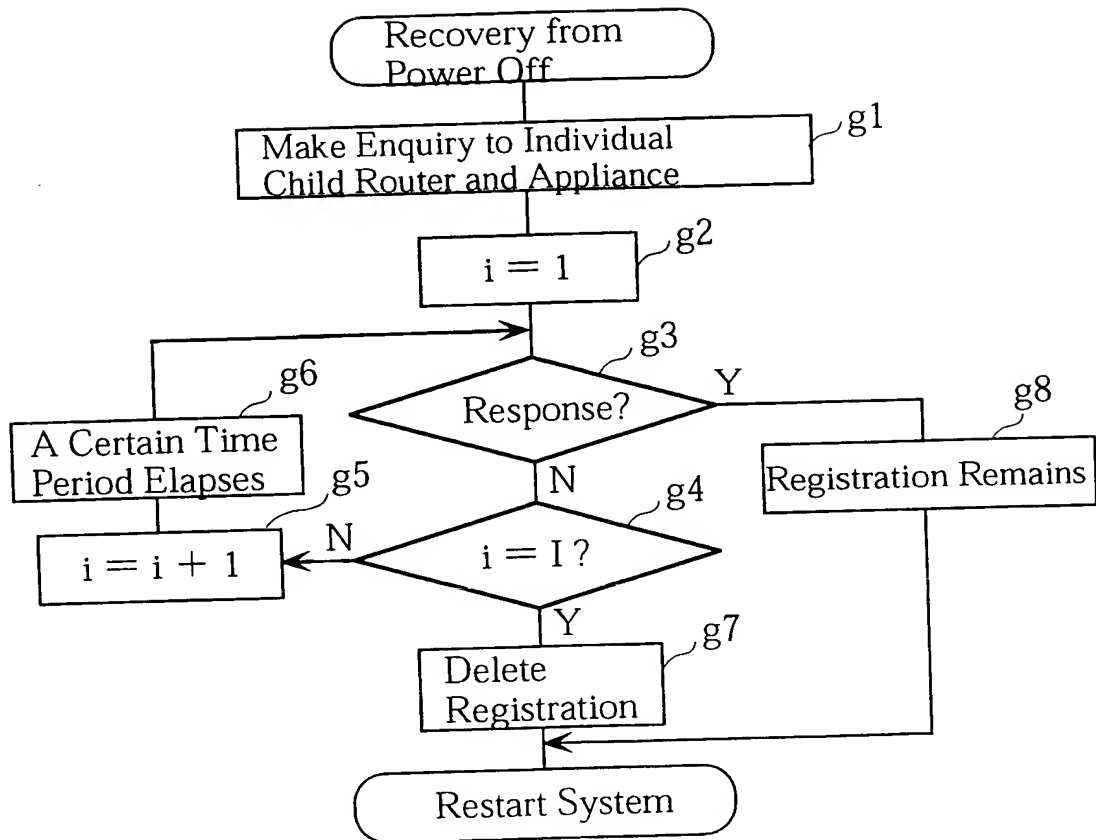 Recovery from
Power Off
g1
Make Enquiry to Individual
Child Router and Appliance
g2
i = 1
g3
g6
Response?
Y
g8
A Certain Time
Period Elapses
Registration Remains
N
g4
g5
i = i + 1
N
i = I ?
Y
g7
Delete
Registration
Restart System